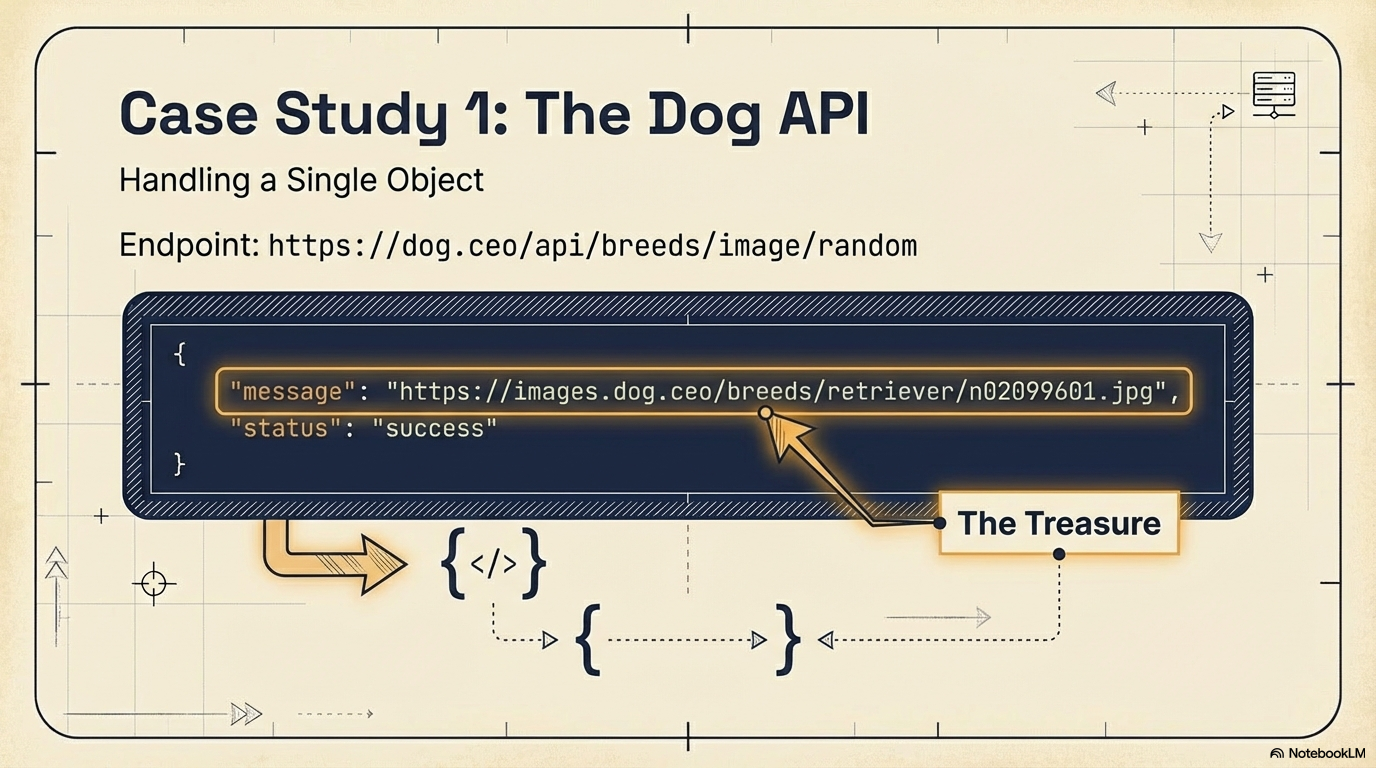 Case Study 1: The Dog API
Handling a Single Object
Endpoint: https://dog.ceo/api/breeds/image/random
{
"message": "https://images.dog.ceo/breeds/retriever/n02099601.jpg",
"status": "success"
}
The Treasure
{</>}
{ }
NotebookLM